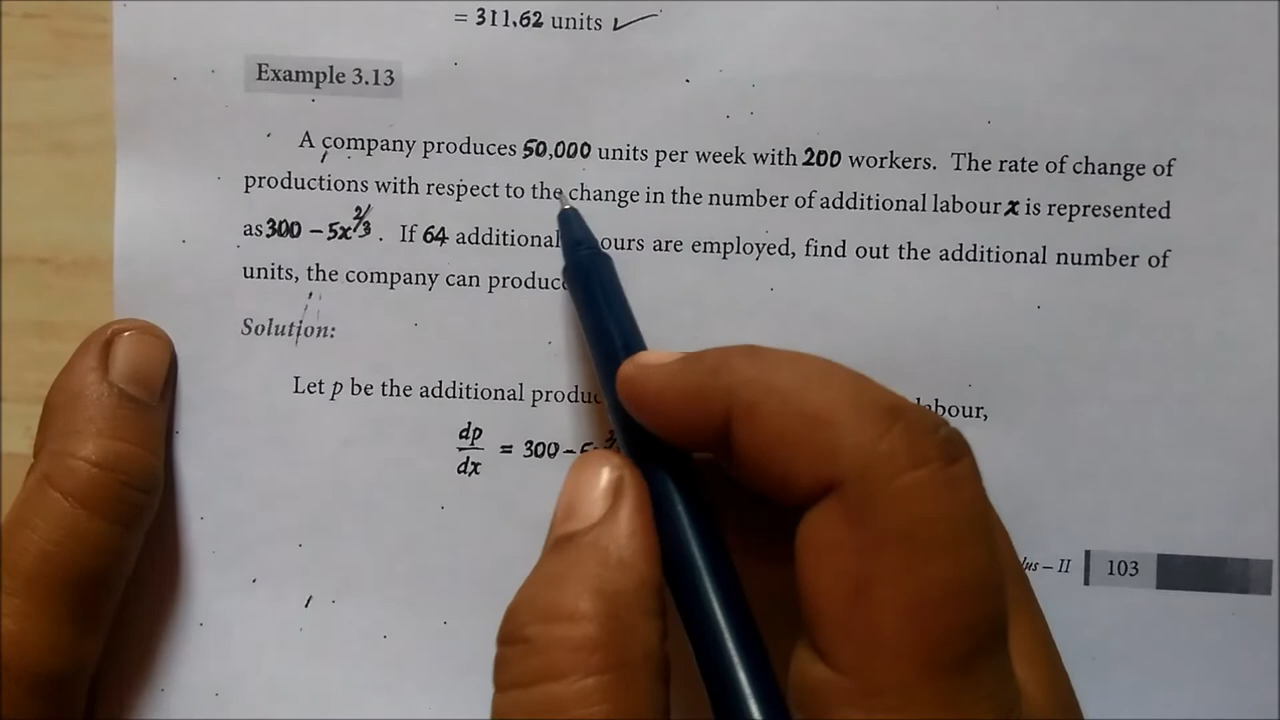 = 311.62 units ✓
Example 3.13
A company produces 50,000 units per week with 200 workers. The rate of change of
productions with respect to the change in the number of additional labour x is represented
as 300 – 5x^2/3 . If 64 additional ours are employed, find out the additional number of
units, the company can produc
Solution:
Let p be the additional produc labour,
dp/dx = 300 –
– II 103